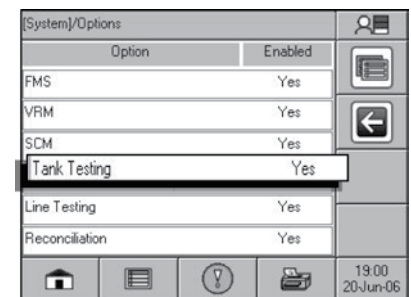 [System]/Options
Option Enabled
FMS Yes
VRM Yes
SCM Yes
Tank Testing Yes
Line Testing Yes
Reconciliation Yes
19:00
20-Jun-06